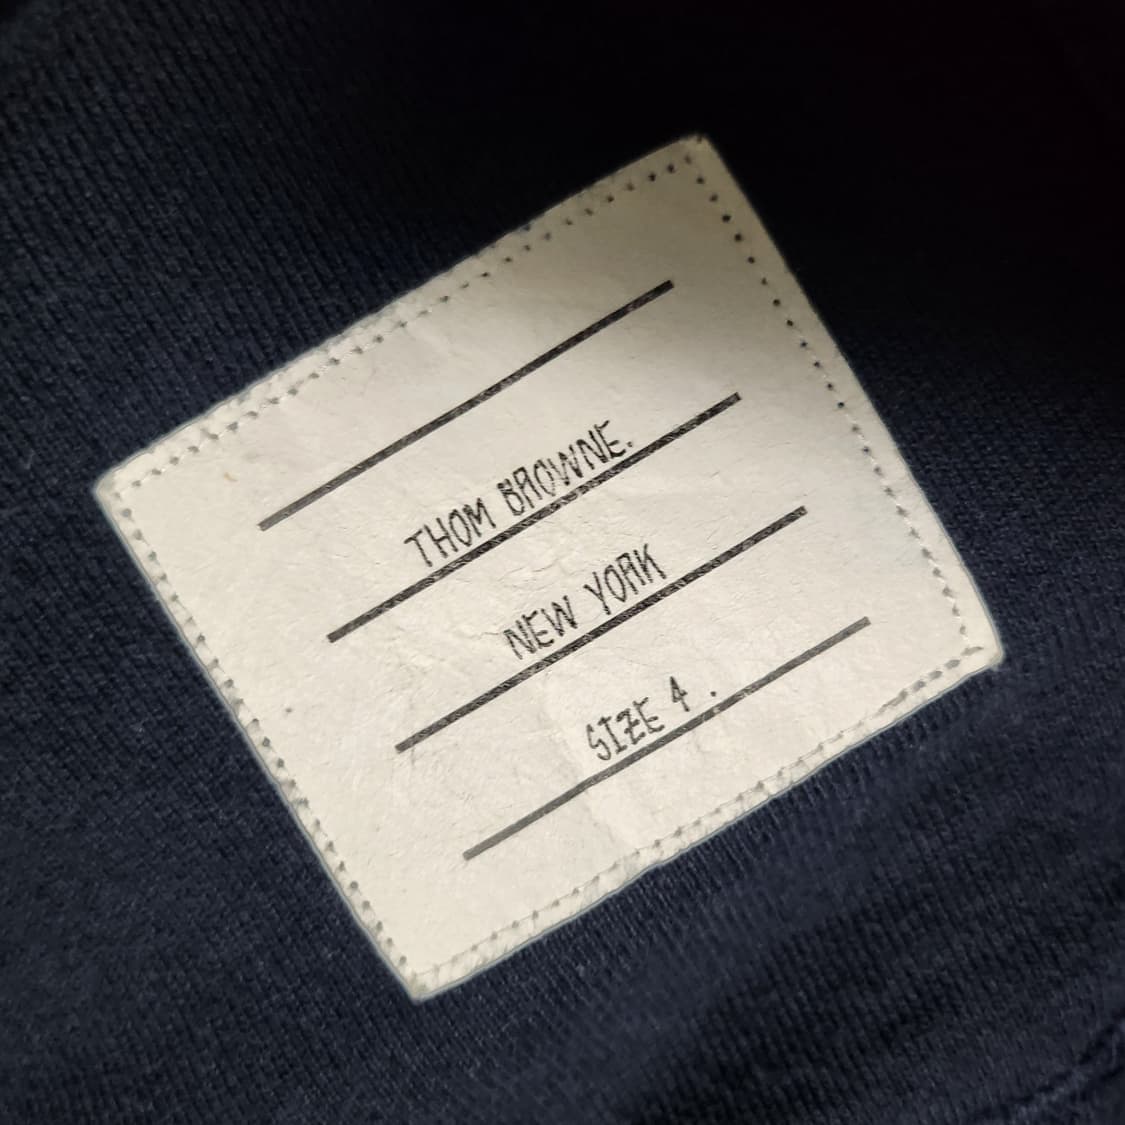 THOM BROWNE.
NEW YORK
SIZE 4 .